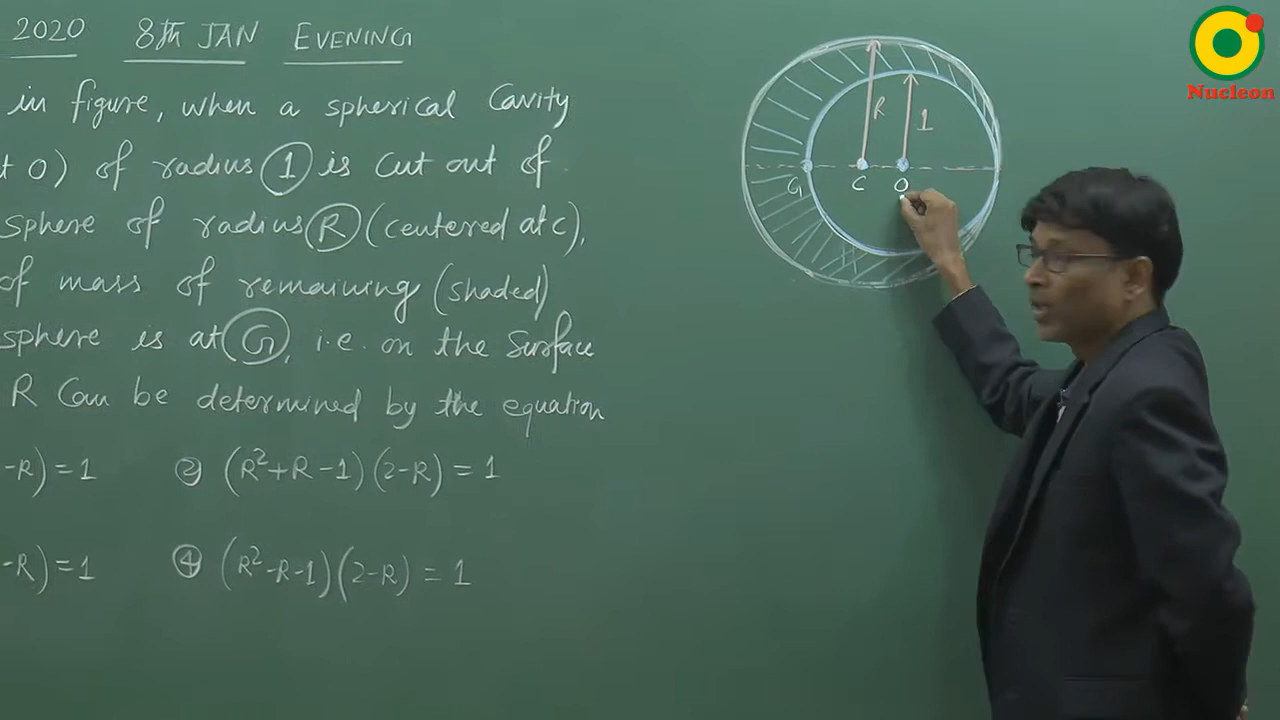 2020 8th JAN EVENING
in figure, when a spherical Cavity
t O) of radius 1 is cut out of
sphere of radius R (centered at c),
of mass of remaining (shaded)
sphere is at G, i.e. on the surface
R Can be determined by the equation
-R) = 1 ② (R²+R-1)(2-R) = 1
-R) = 1 ④ (R²-R-1)(2-R) = 1
R
1
G C O
Nucleon